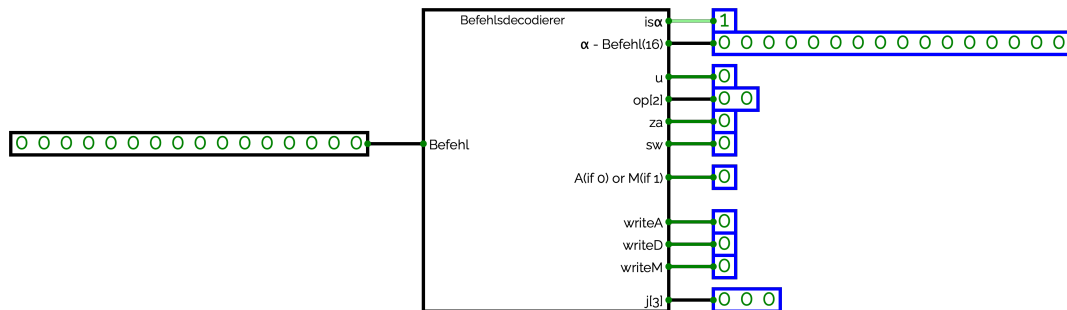 Befehlsdecodierer
isα 1
α - Befehl(16) 0 0 0 0 0 0 0 0 0 0 0 0 0 0 0 0
u 0
op[2] 0 0
za 0
0 0 0 0 0 0 0 0 0 0 0 0 0 0 0 0 Befehl sw 0
A(if 0) or M(if 1) 0
writeA 0
writeD 0
writeM 0
j[3] 0 0 0